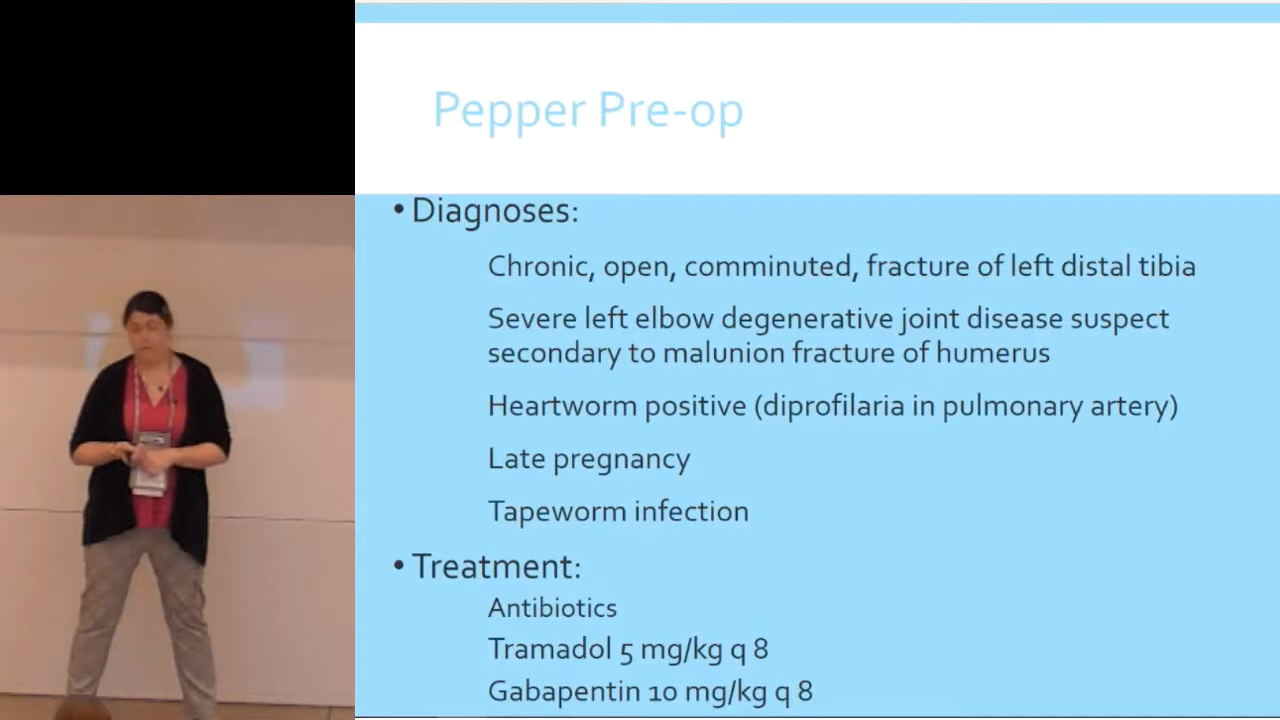 Pepper Pre-op
• Diagnoses:
Chronic, open, comminuted, fracture of left distal tibia
Severe left elbow degenerative joint disease suspect
secondary to malunion fracture of humerus
Heartworm positive (diprofilaria in pulmonary artery)
Late pregnancy
Tapeworm infection
• Treatment:
Antibiotics
Tramadol 5 mg/kg q 8
Gabapentin 10 mg/kg q 8